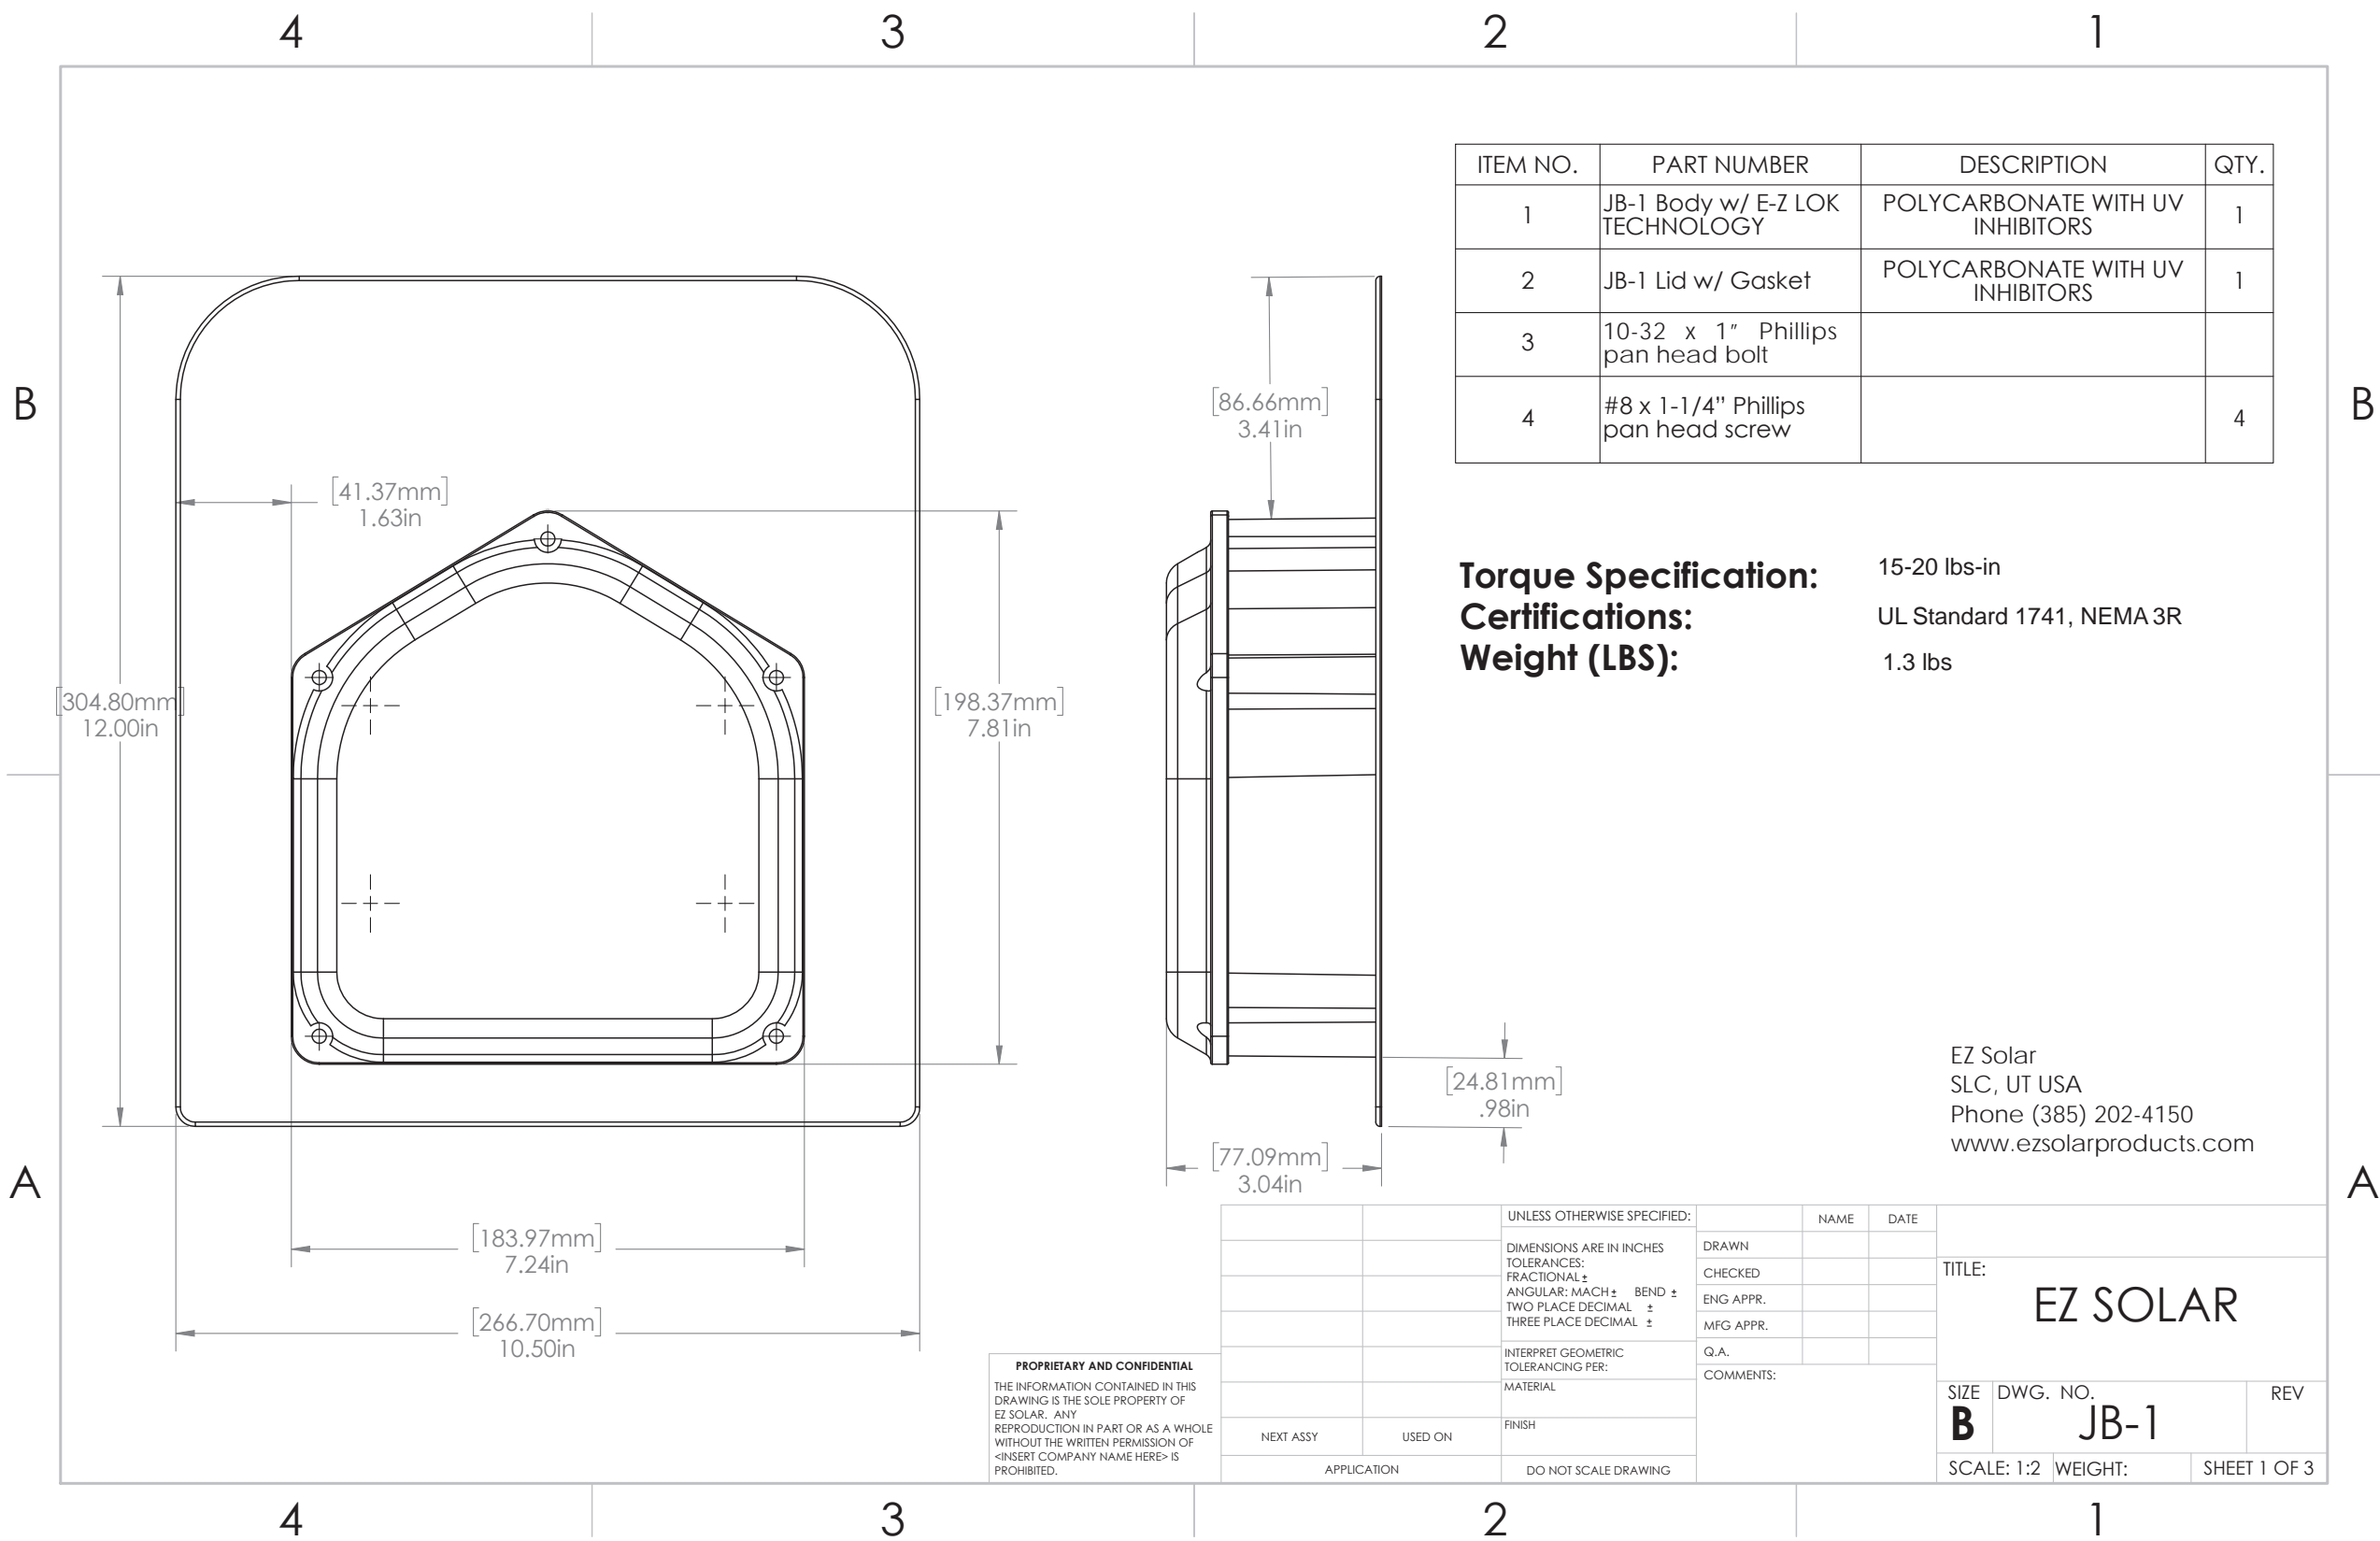 4
3
2
1
B
B
A
A
ITEM NO.
PART NUMBER
DESCRIPTION
QTY.
1
JB-1 Body w/ E-Z LOK
TECHNOLOGY
POLYCARBONATE WITH UV
INHIBITORS
1
2
JB-1 Lid w/ Gasket
POLYCARBONATE WITH UV
INHIBITORS
1
3
10-32 x 1" Phillips
pan head bolt
4
#8 x 1-1/4” Phillips
pan head screw
4
[86.66mm]
3.41in
[41.37mm]
1.63in
Torque Specification:
15-20 lbs-in
Certifications:
UL Standard 1741, NEMA 3R
Weight (LBS):
1.3 lbs
[304.80mm]
12.00in
[198.37mm]
7.81in
[24.81mm]
.98in
[77.09mm]
3.04in
[183.97mm]
7.24in
[266.70mm]
10.50in
EZ Solar
SLC, UT USA
Phone (385) 202-4150
www.ezsolarproducts.com
PROPRIETARY AND CONFIDENTIAL
THE INFORMATION CONTAINED IN THIS
DRAWING IS THE SOLE PROPERTY OF
EZ SOLAR. ANY
REPRODUCTION IN PART OR AS A WHOLE
WITHOUT THE WRITTEN PERMISSION OF
<INSERT COMPANY NAME HERE> IS
PROHIBITED.
NEXT ASSY
USED ON
APPLICATION
UNLESS OTHERWISE SPECIFIED:
DIMENSIONS ARE IN INCHES
TOLERANCES:
FRACTIONAL ±
ANGULAR: MACH ± BEND ±
TWO PLACE DECIMAL ±
THREE PLACE DECIMAL ±
INTERPRET GEOMETRIC
TOLERANCING PER:
MATERIAL
FINISH
DO NOT SCALE DRAWING
NAME
DATE
DRAWN
CHECKED
ENG APPR.
MFG APPR.
Q.A.
COMMENTS:
TITLE:
EZ SOLAR
SIZE
B
DWG. NO.
JB-1
REV
SCALE: 1:2
WEIGHT:
SHEET 1 OF 3
4
3
2
1